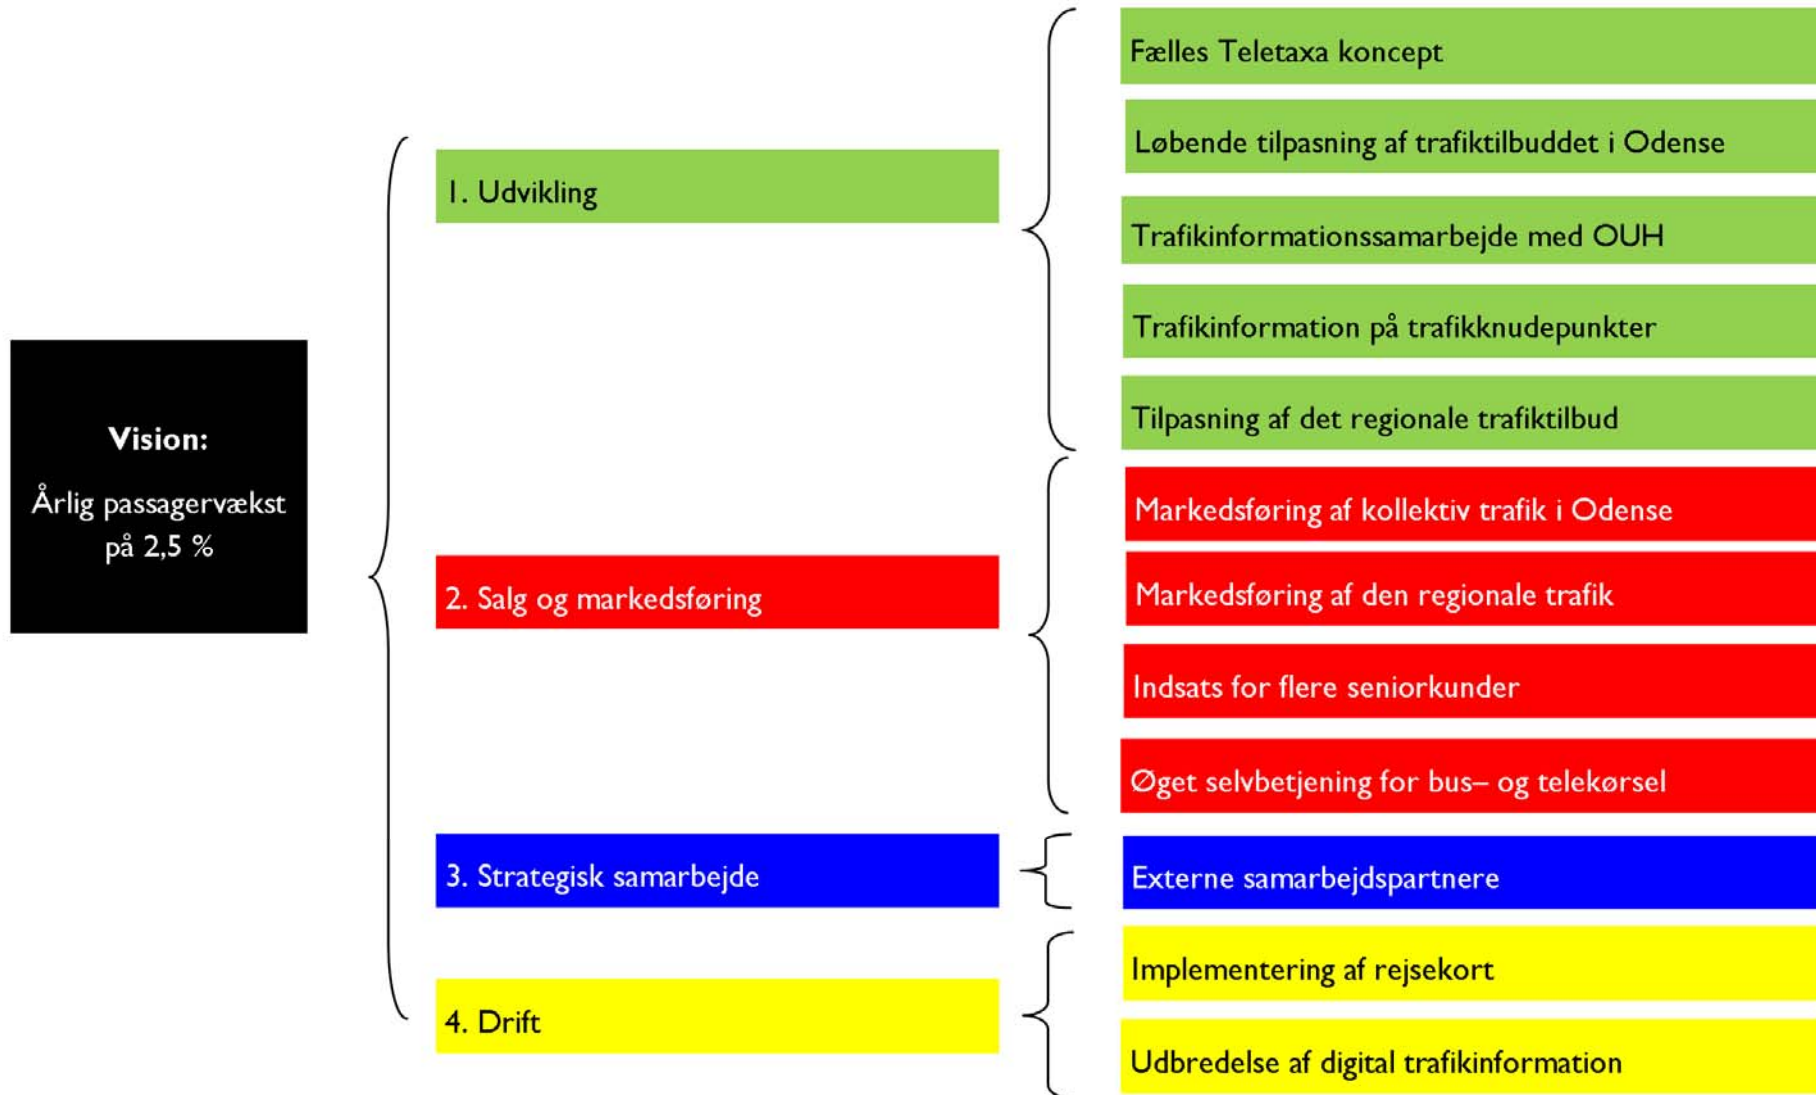 Vision:
Årlig passagervækst
på 2,5 %
1. Udvikling
Fælles Teletaxa koncept
Løbende tilpasning af trafiktilbuddet i Odense
Trafikinformationssamarbejde med OUH
Trafikinformation på trafikknudepunkter
Tilpasning af det regionale trafiktilbud
2. Salg og markedsføring
Markedsføring af kollektiv trafik i Odense
Markedsføring af den regionale trafik
Indsats for flere seniorkunder
Øget selvbetjening for bus– og telekørsel
3. Strategisk samarbejde
Externe samarbejdspartnere
4. Drift
Implementering af rejsekort
Udbredelse af digital trafikinformation